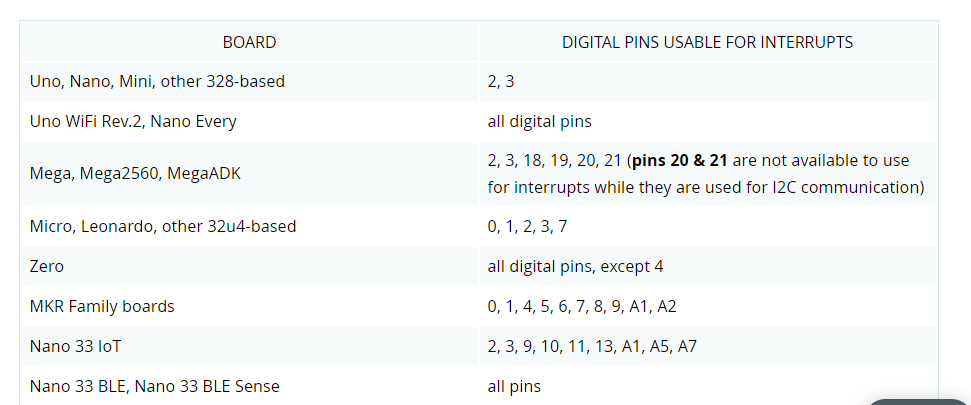 BOARD DIGITAL PINS USABLE FOR INTERRUPTS
Uno, Nano, Mini, other 328-based 2, 3
Uno WiFi Rev.2, Nano Every all digital pins
Mega, Mega2560, MegaADK 2, 3, 18, 19, 20, 21 (pins 20 & 21 are not available to use
for interrupts while they are used for I2C communication)
Micro, Leonardo, other 32u4-based 0, 1, 2, 3, 7
Zero all digital pins, except 4
MKR Family boards 0, 1, 4, 5, 6, 7, 8, 9, A1, A2
Nano 33 IoT 2, 3, 9, 10, 11, 13, A1, A5, A7
Nano 33 BLE, Nano 33 BLE Sense all pins